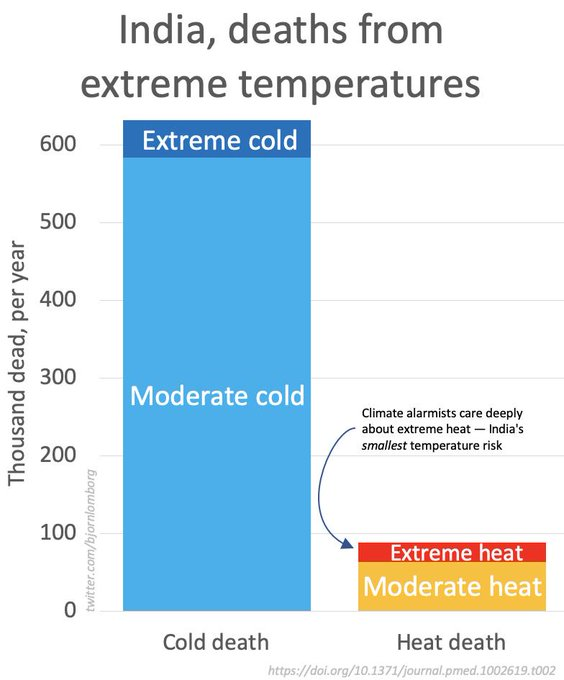 India, deaths from
extreme temperatures
Thousand dead, per year
600
500
400
300
200
100
0
Extreme cold
Moderate cold
Climate alarmists care deeply
about extreme heat — India's
smallest temperature risk
Extreme heat
Moderate heat
twitter.com/bjornlomborg
Cold death
Heat death
https://doi.org/10.1371/journal.pmed.1002619.t002